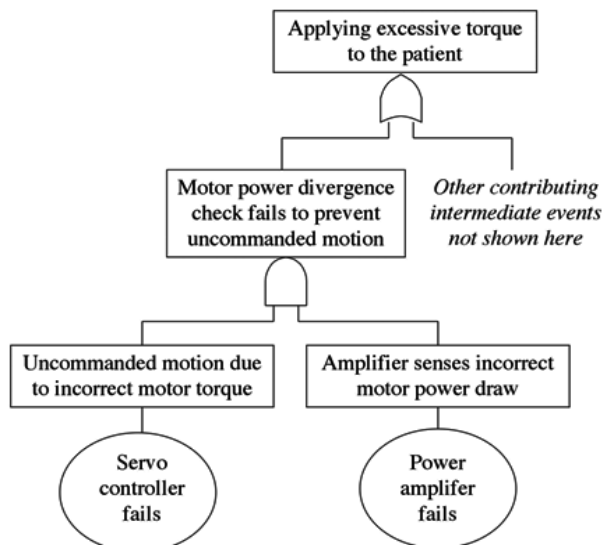 Applying excessive torque
to the patient
Motor power divergence
check fails to prevent
uncommanded motion
Other contributing
intermediate events
not shown here
Uncommanded motion due
to incorrect motor torque
Amplifier senses incorrect
motor power draw
Servo
controller
fails
Power
amplifer
fails